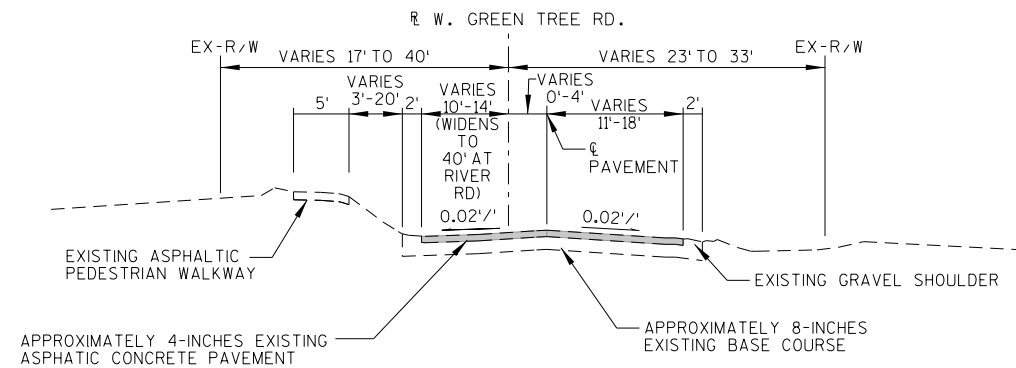 ℟ W. GREEN TREE RD.
EX-R/W
VARIES 17' TO 40'
VARIES 23' TO 33'
EX-R/W
5'
VARIES
3'-20'
2'
VARIES
10'-14'
(WIDENS
TO
40' AT
RIVER
RD)
VARIES
0'-4'
VARIES
11'-18'
2'
℄
PAVEMENT
0.02'/'
0.02'/'
EXISTING ASPHALTIC
PEDESTRIAN WALKWAY
EXISTING GRAVEL SHOULDER
APPROXIMATELY 4-INCHES EXISTING
ASPHATIC CONCRETE PAVEMENT
APPROXIMATELY 8-INCHES
EXISTING BASE COURSE